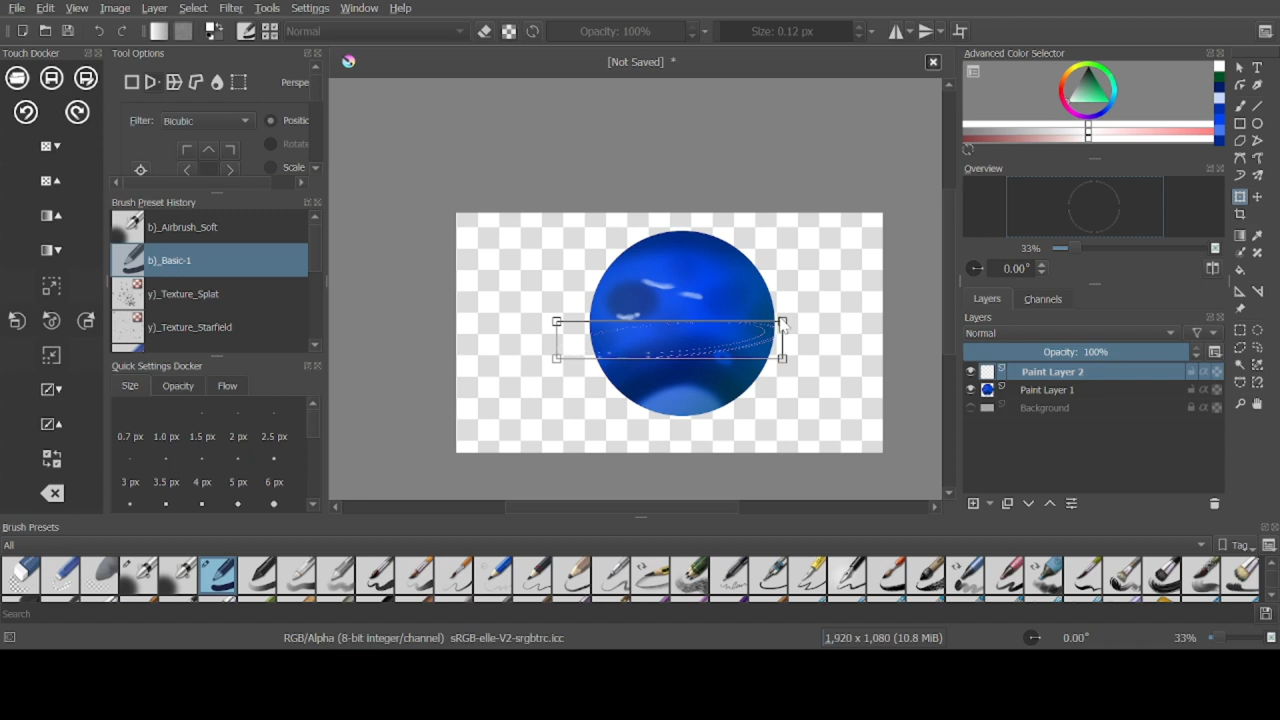 File Edit View Image Layer Select Filter Tools Settings Window Help
Normal Opacity: 100% Size: 0.12 px
Touch Docker
Tool Options
[Not Saved] *
Advanced Color Selector
Perspe
Filter: Bicubic
Positic
Rotate
Scale
Brush Preset History
b)_Airbrush_Soft
b)_Basic-1
y)_Texture_Splat
y)_Texture_Starfield
Quick Settings Docker
Size Opacity Flow
0.7 px 1.0 px 1.5 px 2 px 2.5 px
3 px 3.5 px 4 px 5 px 6 px
Overview
33%
0.00°
Layers Channels
Layers
Normal
Opacity: 100%
Paint Layer 2
Paint Layer 1
Background
Brush Presets
All
Tag
Search
RGB/Alpha (8-bit integer/channel) sRGB-elle-V2-srgbtrc.icc 1,920 x 1,080 (10.8 MiB) 0.00° 33%